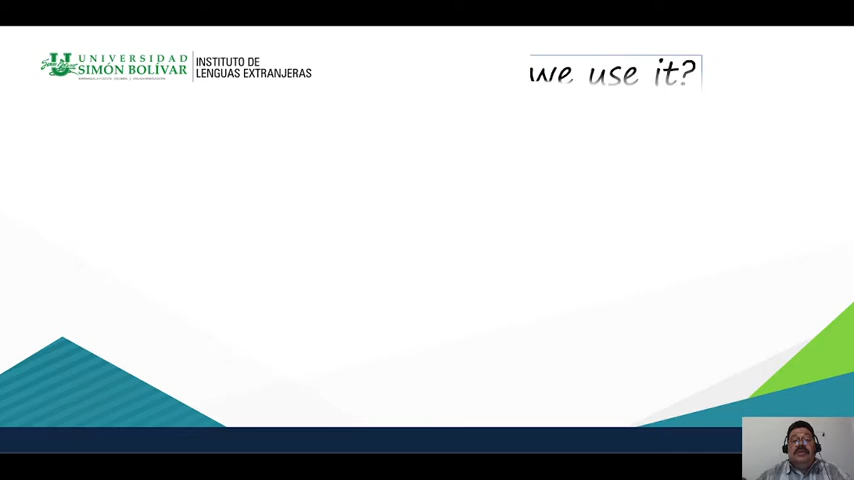 UNIVERSIDAD
SIMÓN BOLÍVAR
INSTITUTO DE
LENGUAS EXTRANJERAS
we use it?